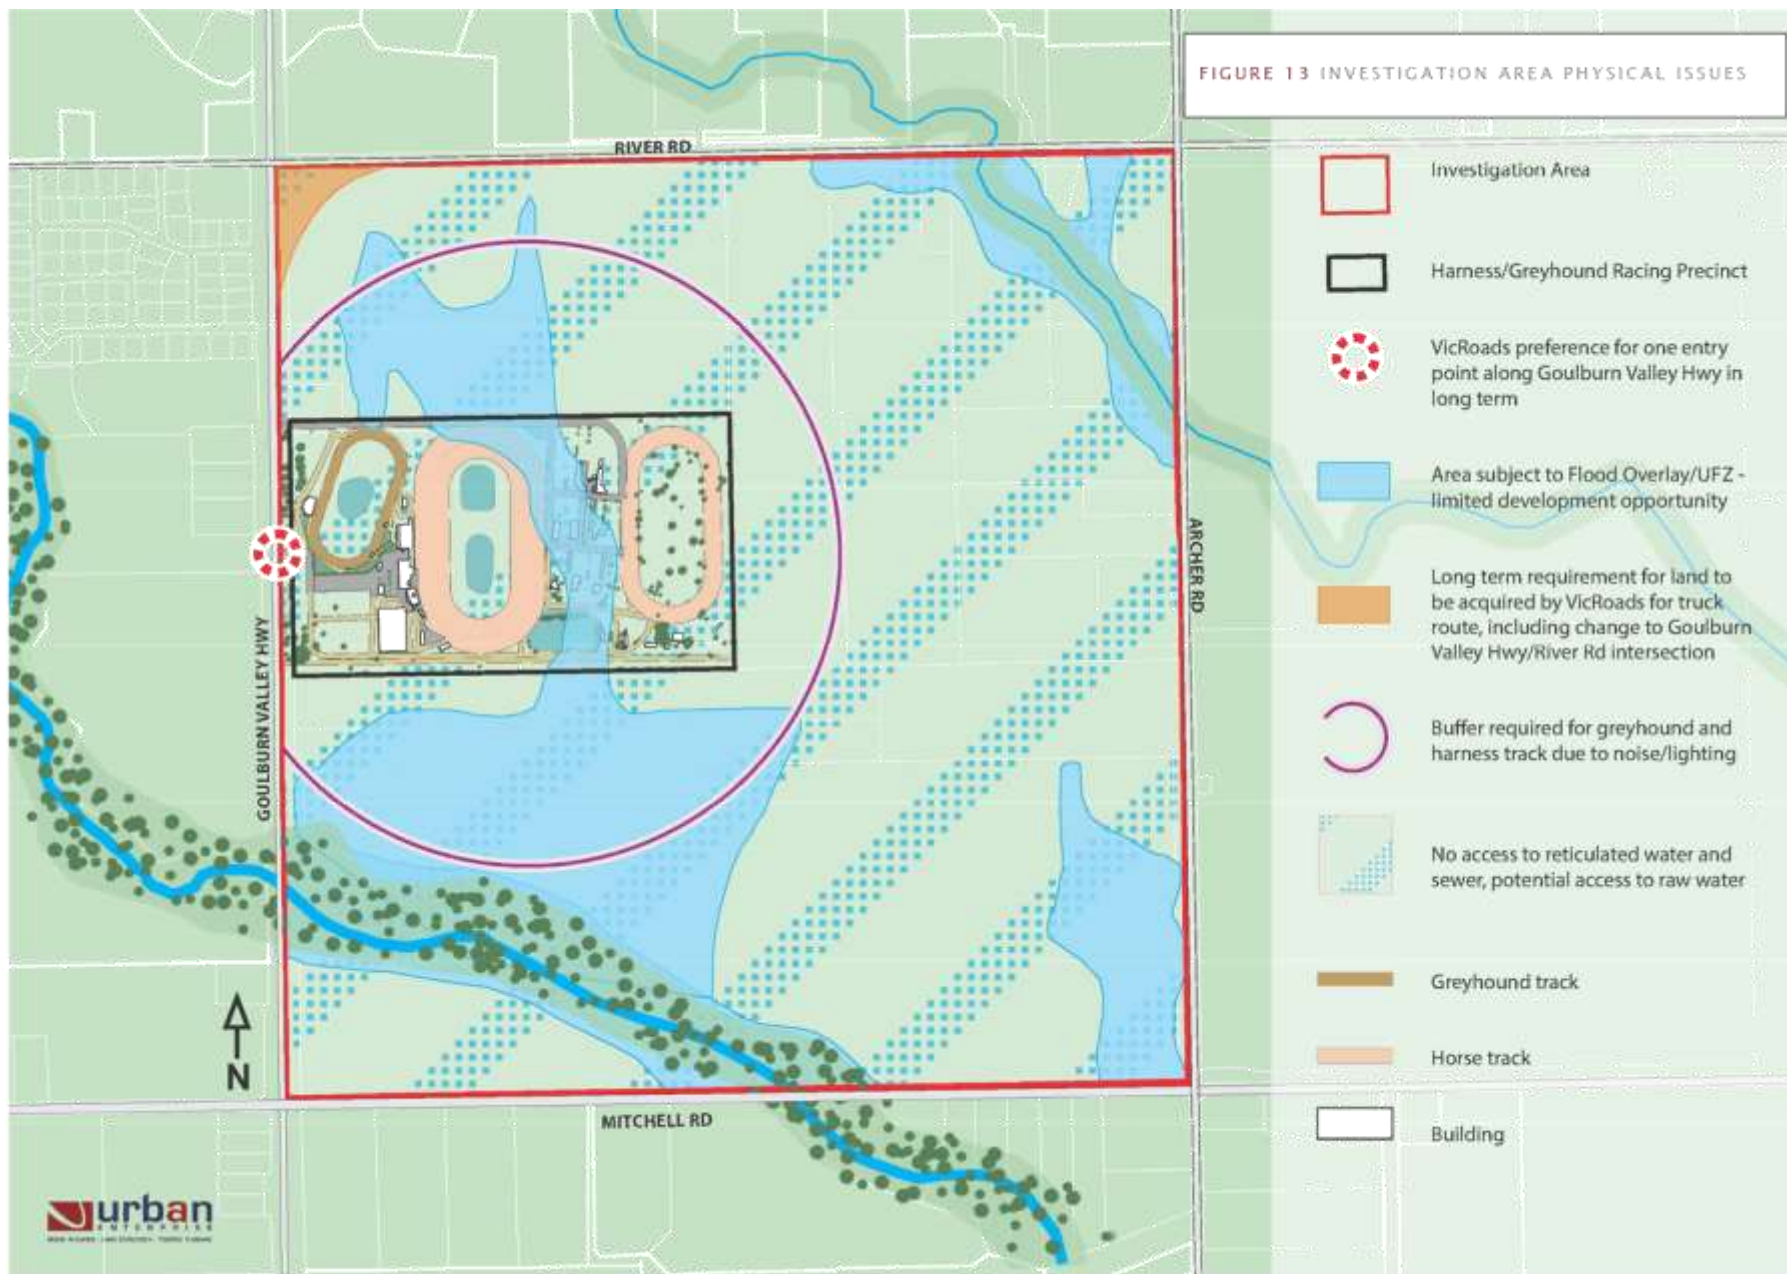 FIGURE 13 INVESTIGATION AREA PHYSICAL ISSUES
RIVER RD
GOULBURN VALLEY HWY
ARCHER RD
MITCHELL RD
N
Investigation Area
Harness/Greyhound Racing Precinct
VicRoads preference for one entry
point along Goulburn Valley Hwy in
long term
Area subject to Flood Overlay/UFZ -
limited development opportunity
Long term requirement for land to
be acquired by VicRoads for truck
route, including change to Goulburn
Valley Hwy/River Rd intersection
Buffer required for greyhound and
harness track due to noise/lighting
No access to reticulated water and
sewer, potential access to raw water
Greyhound track
Horse track
Building
urban
ENTERPRISE